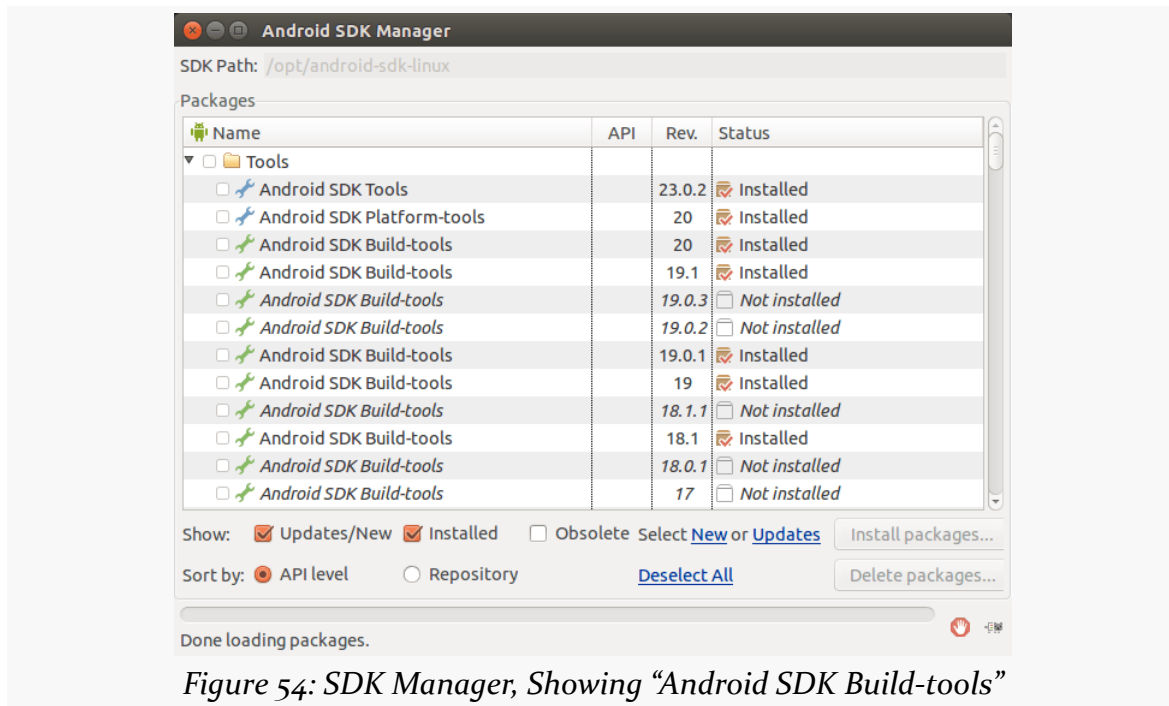 Android SDK Manager
SDK Path: /opt/android-sdk-linux
Packages
Name API Rev. Status
Tools
Android SDK Tools 23.0.2 Installed
Android SDK Platform-tools 20 Installed
Android SDK Build-tools 20 Installed
Android SDK Build-tools 19.1 Installed
Android SDK Build-tools 19.0.3 Not installed
Android SDK Build-tools 19.0.2 Not installed
Android SDK Build-tools 19.0.1 Installed
Android SDK Build-tools 19 Installed
Android SDK Build-tools 18.1.1 Not installed
Android SDK Build-tools 18.1 Installed
Android SDK Build-tools 18.0.1 Not installed
Android SDK Build-tools 17 Not installed
Show: Updates/New Installed Obsolete Select New or Updates Install packages...
Sort by: API level Repository Deselect All Delete packages...
Done loading packages.
Figure 54: SDK Manager, Showing “Android SDK Build-tools”